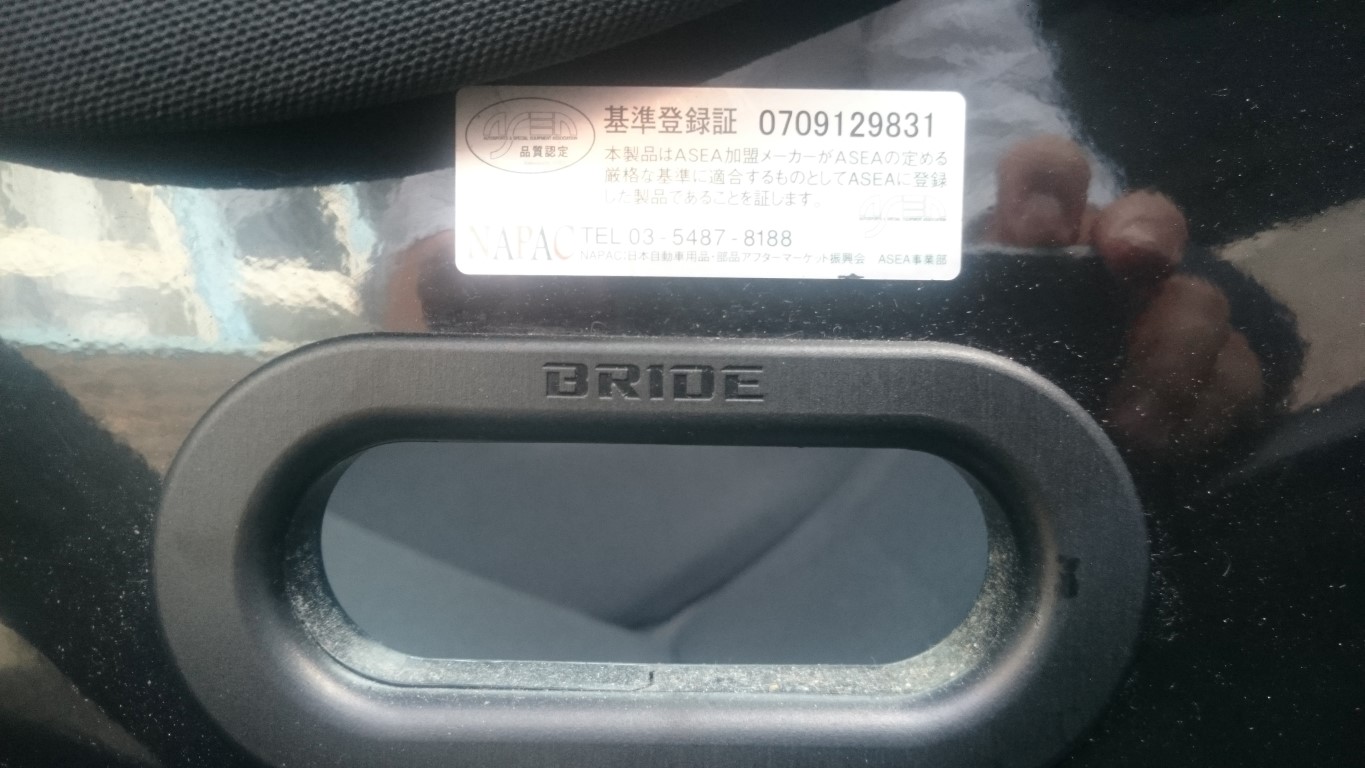 ASEA
品質認定
基準登録証 0709129831
本製品はASEA加盟メーカーがASEAの定める
厳格な基準に適合するものとしてASEAに登録
した製品であることを証します。
ASEA
NAPAC TEL 03-5487-8188
NAPAC:日本自動車用品・部品アフターマーケット振興会 ASEA事業部
BRIDE